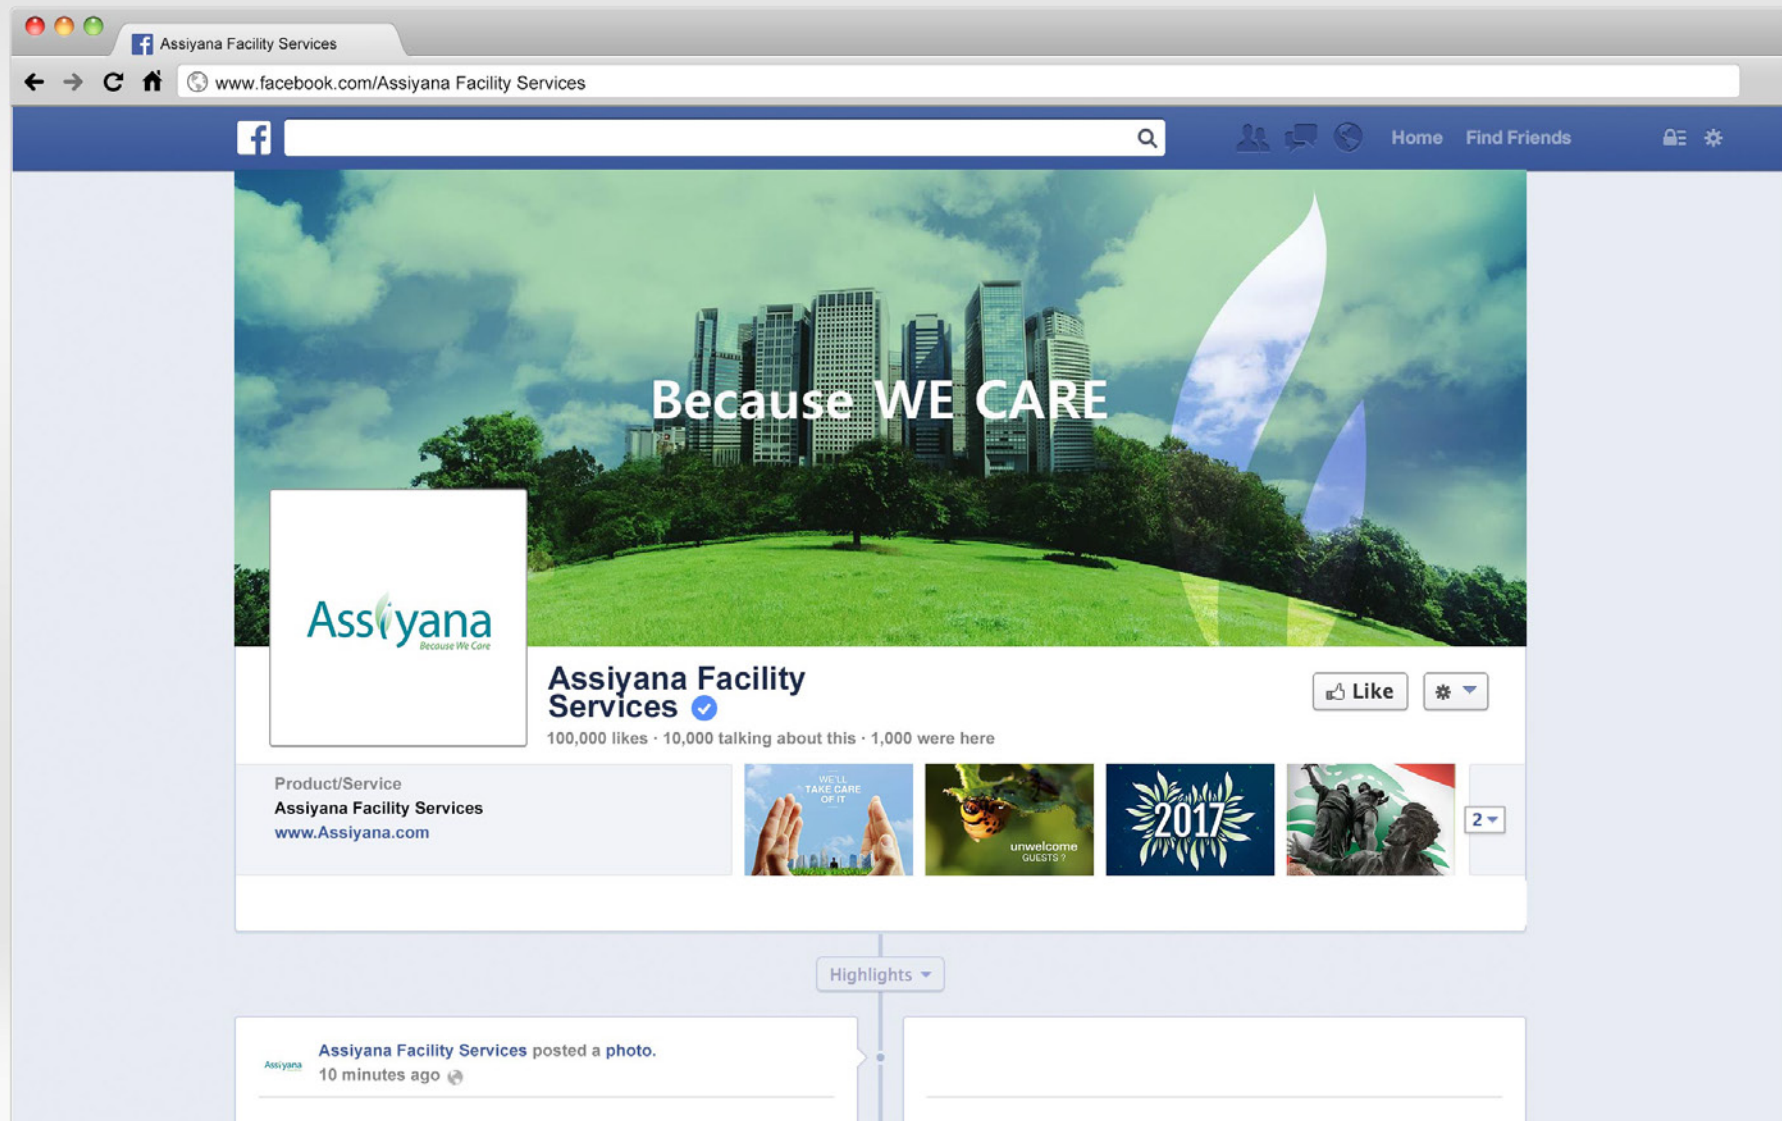 Assiyana Facility Services
www.facebook.com/Assiyana Facility Services
Home Find Friends
Because WE CARE
Assiyana
Because We Care
Assiyana Facility
Services
Like
100,000 likes · 10,000 talking about this · 1,000 were here
Product/Service
Assiyana Facility Services
www.Assiyana.com
WE'LL
TAKE CARE
OF IT
unwelcome
GUESTS ?
2017
2
Highlights
Assiyana
Assiyana Facility Services posted a photo.
10 minutes ago